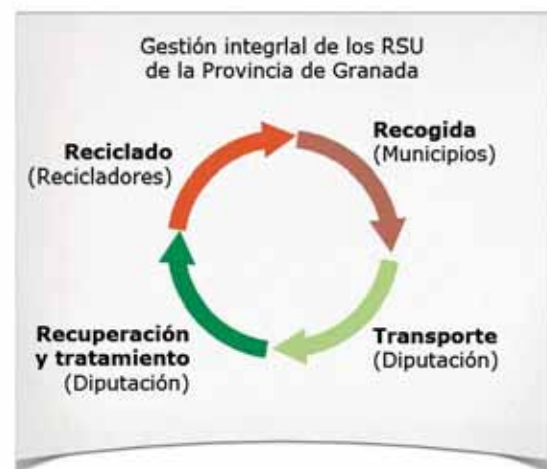 Gestión integrlal de los RSU
de la Provincia de Granada
Recogida
(Municipios)
Transporte
(Diputación)
Recuperación
y tratamiento
(Diputación)
Reciclado
(Recicladores)